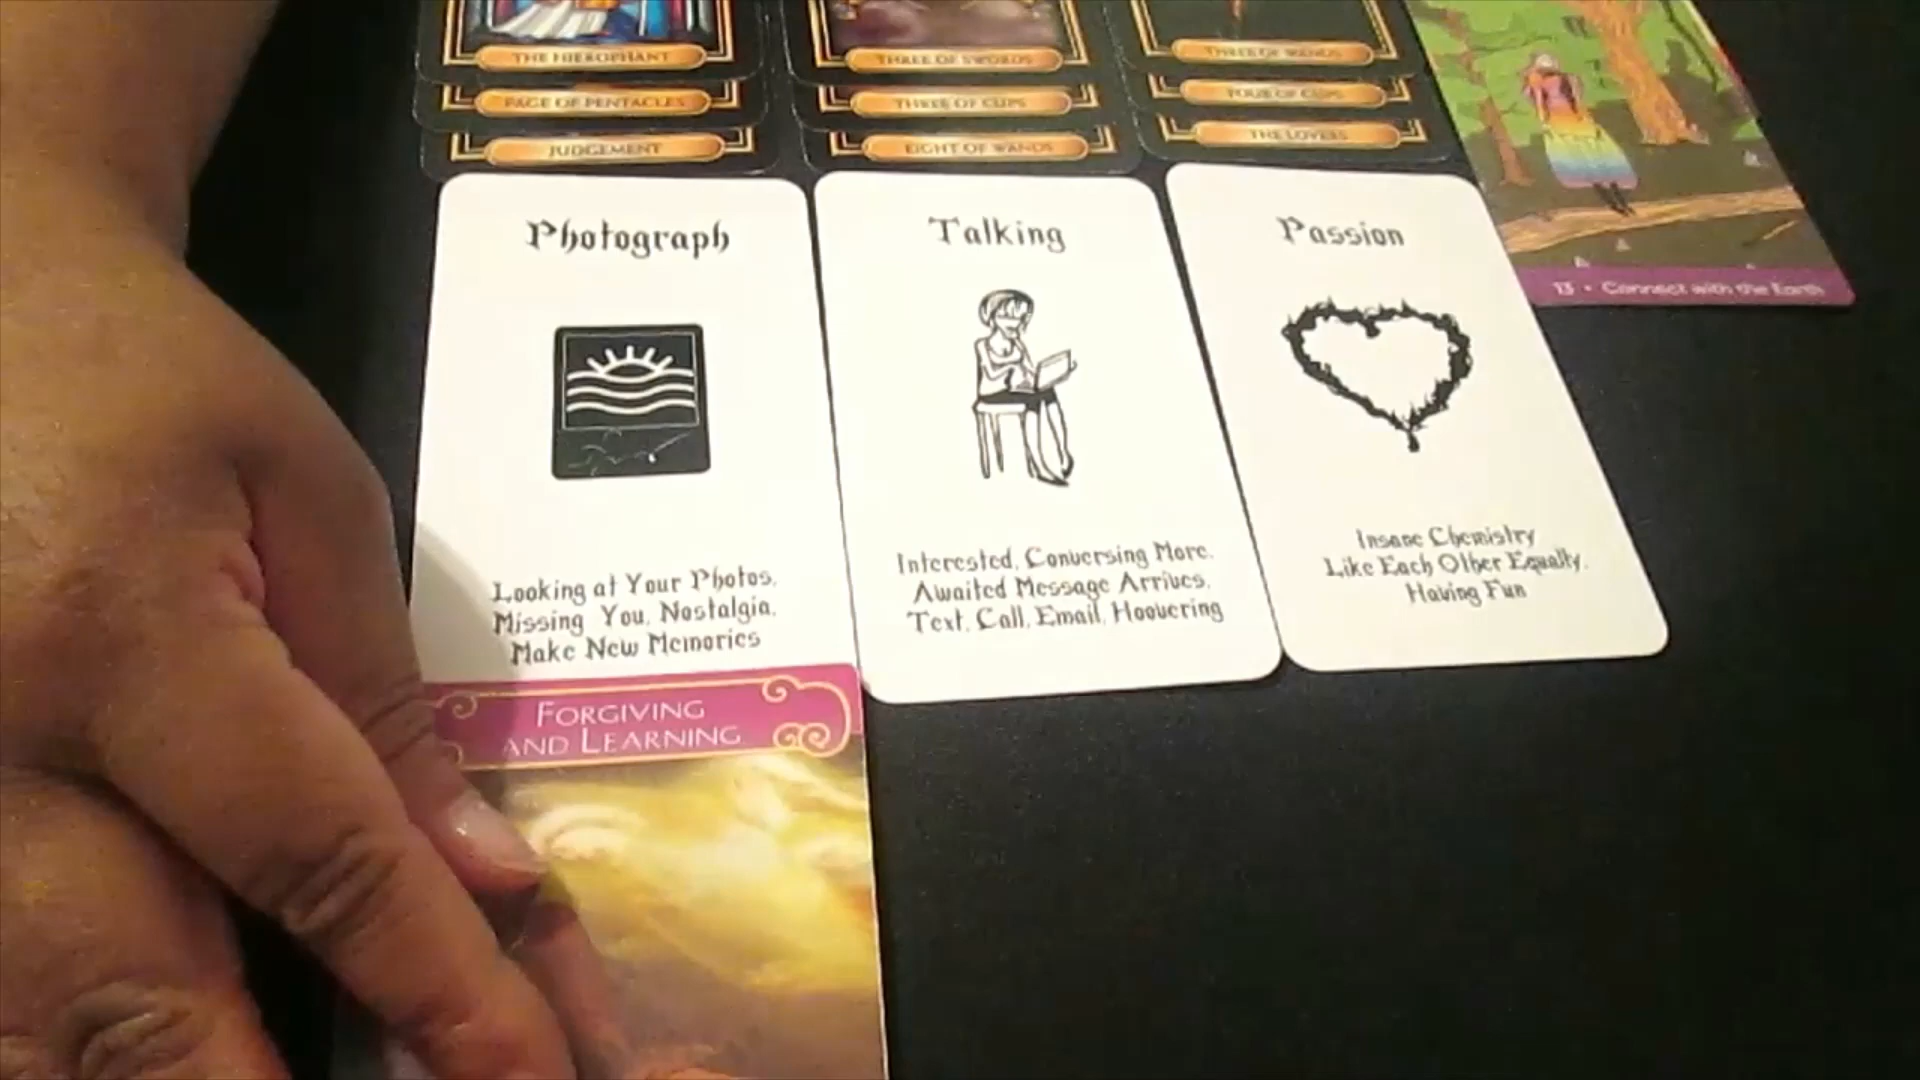 THE HIEROPHANT
THREE OF SWORDS
THREE OF WANDS
PAGE OF PENTACLES
THREE OF CUPS
FOUR OF CUPS
JUDGEMENT
EIGHT OF WANDS
THE LOVERS
13 • Connect with the Earth
Photograph
Looking at Your Photos,
Missing You, Nostalgia,
Make New Memories
Talking
Interested, Conversing More,
Awaited Message Arrives,
Text, Call, Email, Hoovering
Passion
Insane Chemistry
Like Each Other Equally,
Having Fun
FORGIVING
AND LEARNING